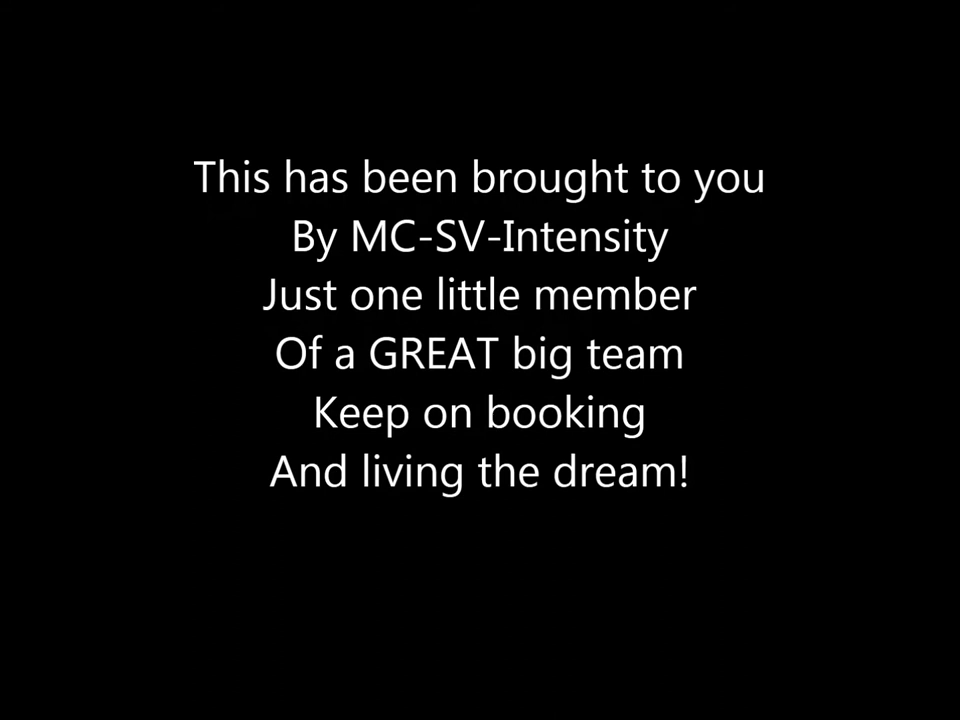 This has been brought to you
By MC-SV-Intensity
Just one little member
Of a GREAT big team
Keep on booking
And living the dream!